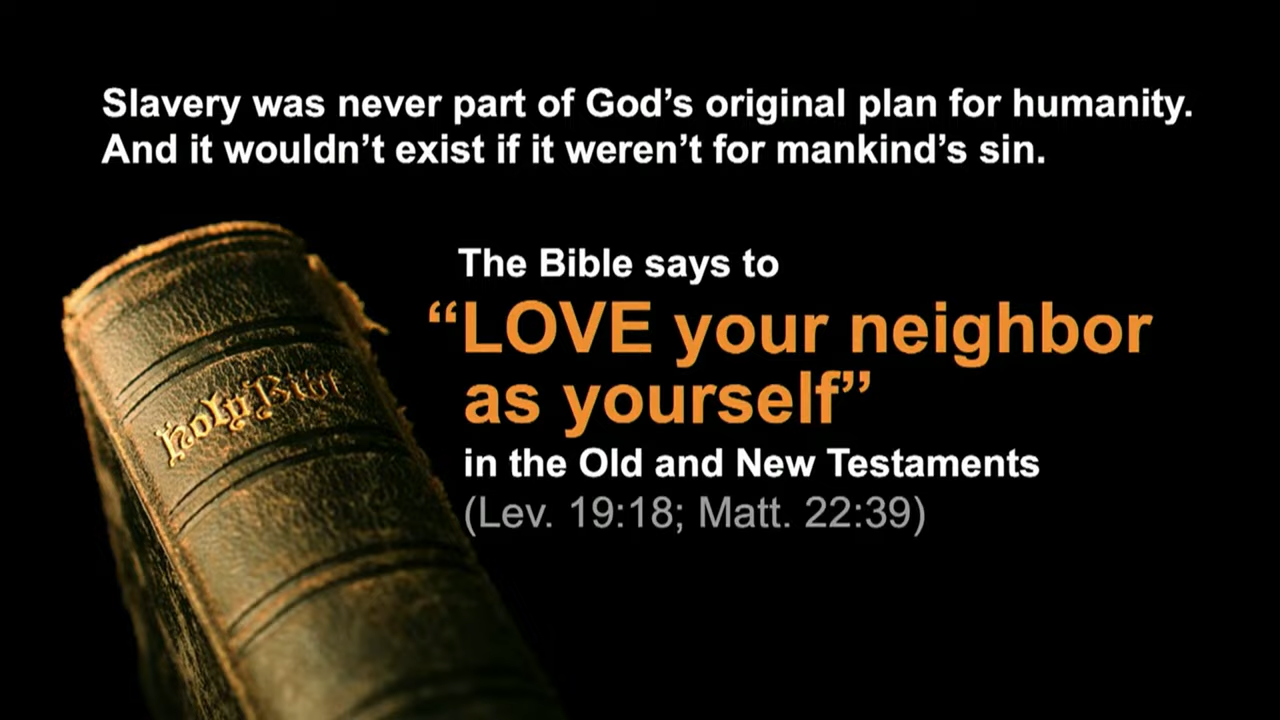 Slavery was never part of God’s original plan for humanity.
And it wouldn’t exist if it weren’t for mankind’s sin.
The Bible says to
“LOVE your neighbor
as yourself”
in the Old and New Testaments
(Lev. 19:18; Matt. 22:39)
Holy Bible